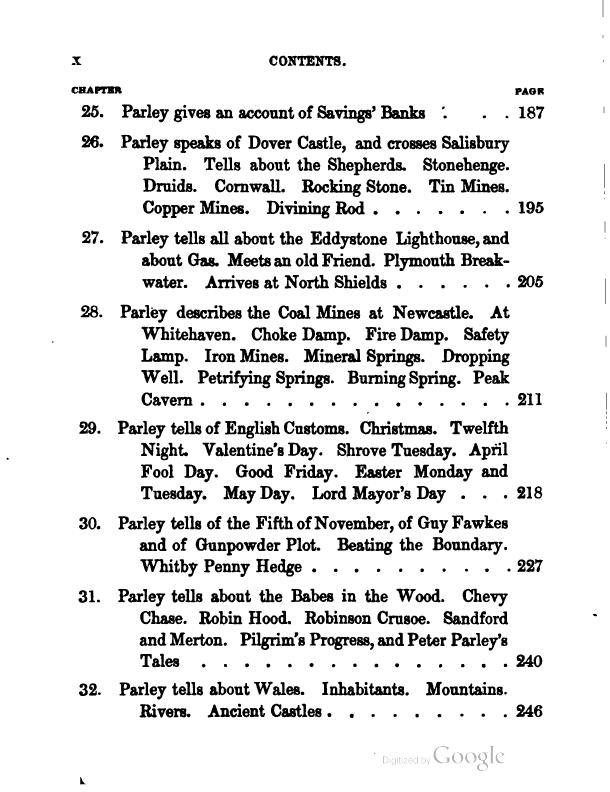 X CONTENTS.
CHAPTER PAGE
25. Parley gives an account of Savings' Banks . . . 187
26. Parley speaks of Dover Castle, and crosses Salisbury
Plain. Tells about the Shepherds. Stonehenge.
Druids. Cornwall. Rocking Stone. Tin Mines.
Copper Mines. Divining Rod . . . . . . . 195
27. Parley tells all about the Eddystone Lighthouse, and
about Gas. Meets an old Friend. Plymouth Break-
water. Arrives at North Shields . . . . . . 205
28. Parley describes the Coal Mines at Newcastle. At
Whitehaven. Choke Damp. Fire Damp. Safety
Lamp. Iron Mines. Mineral Springs. Dropping
Well. Petrifying Springs. Burning Spring. Peak
Cavern . . . . . . . . . . . . . . . 211
29. Parley tells of English Customs. Christmas. Twelfth
Night. Valentine's Day. Shrove Tuesday. April
Fool Day. Good Friday. Easter Monday and
Tuesday. May Day. Lord Mayor's Day . . . 218
30. Parley tells of the Fifth of November, of Guy Fawkes
and of Gunpowder Plot. Beating the Boundary.
Whitby Penny Hedge . . . . . . . . . . 227
31. Parley tells about the Babes in the Wood. Chevy
Chase. Robin Hood. Robinson Crusoe. Sandford
and Merton. Pilgrim's Progress, and Peter Parley's
Tales . . . . . . . . . . . . . . . 240
32. Parley tells about Wales. Inhabitants. Mountains.
Rivers. Ancient Castles . . . . . . . . . 246
Digitized by Google